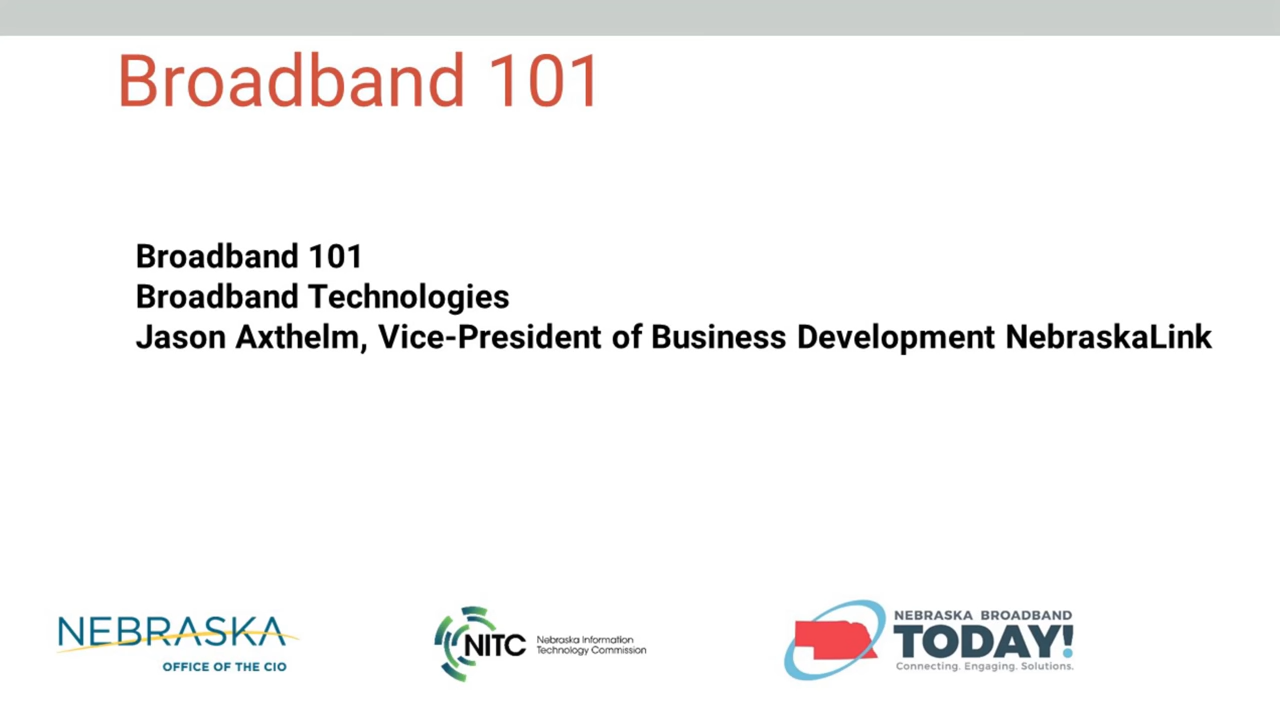 Broadband 101
Broadband 101
Broadband Technologies
Jason Axthelm, Vice-President of Business Development NebraskaLink
NEBRASKA
OFFICE OF THE CIO
NITC
Nebraska Information
Technology Commission
NEBRASKA BROADBAND
TODAY!
Connecting. Engaging. Solutions.